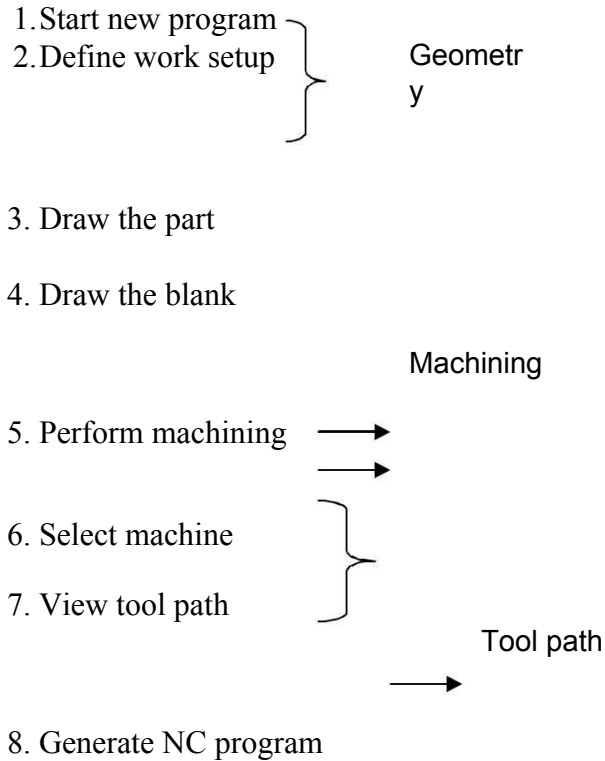 1.Start new program
2.Define work setup
Geometr
y
3. Draw the part
4. Draw the blank
Machining
5. Perform machining
6. Select machine
7. View tool path
Tool path
8. Generate NC program